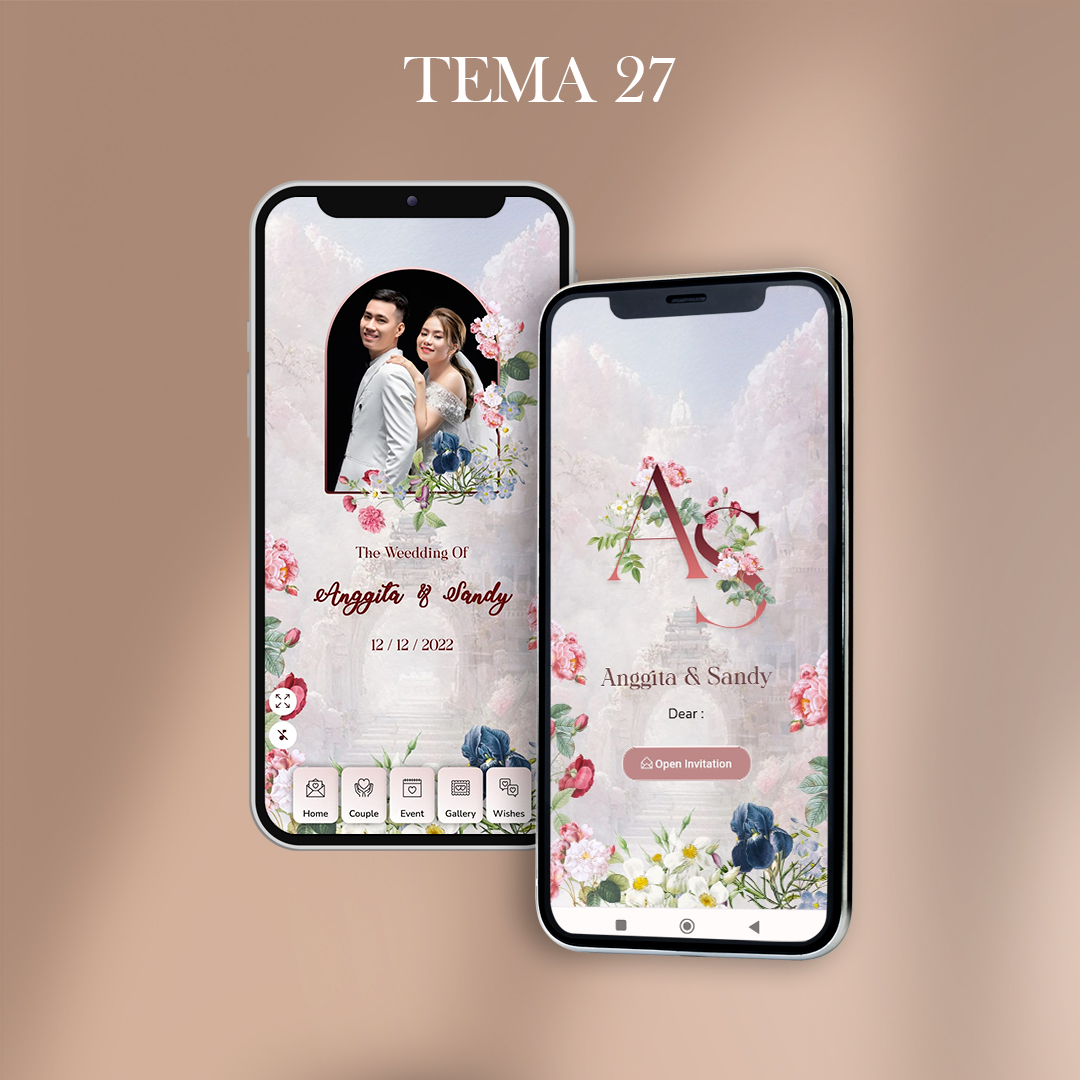 TEMA 27
The Weedding Of
Anggita & Sandy
12 / 12 / 2022
Home
Couple
Event
Gallery
Wishes
AS
Anggita & Sandy
Dear :
Open Invitation